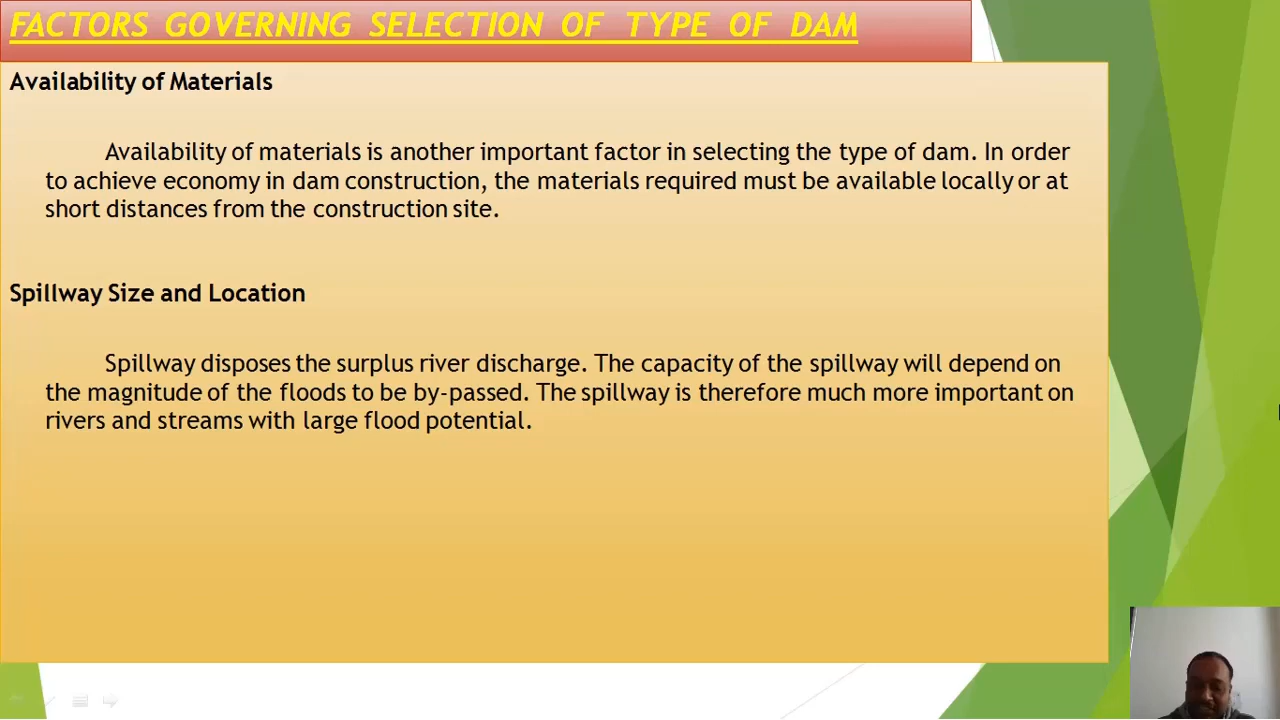 FACTORS GOVERNING SELECTION OF TYPE OF DAM
Availability of Materials
Availability of materials is another important factor in selecting the type of dam. In order
to achieve economy in dam construction, the materials required must be available locally or at
short distances from the construction site.
Spillway Size and Location
Spillway disposes the surplus river discharge. The capacity of the spillway will depend on
the magnitude of the floods to be by-passed. The spillway is therefore much more important on
rivers and streams with large flood potential.